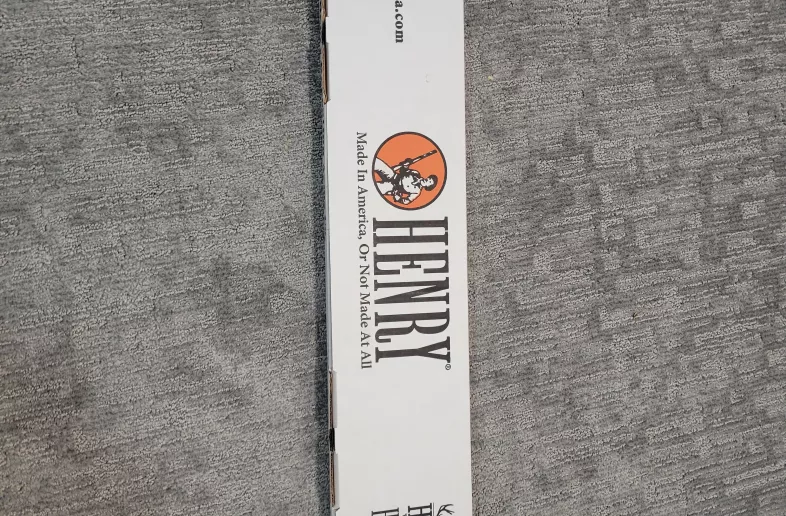 a.com
HENRY®
Made In America, Or Not Made At All
H